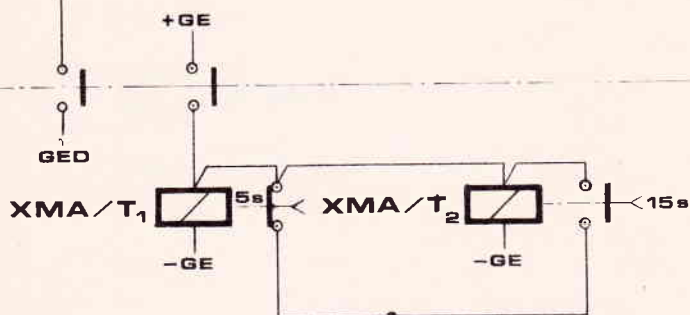 +GE
GED
XMA/T₁
5s
XMA/T₂
15s
-GE
-GE